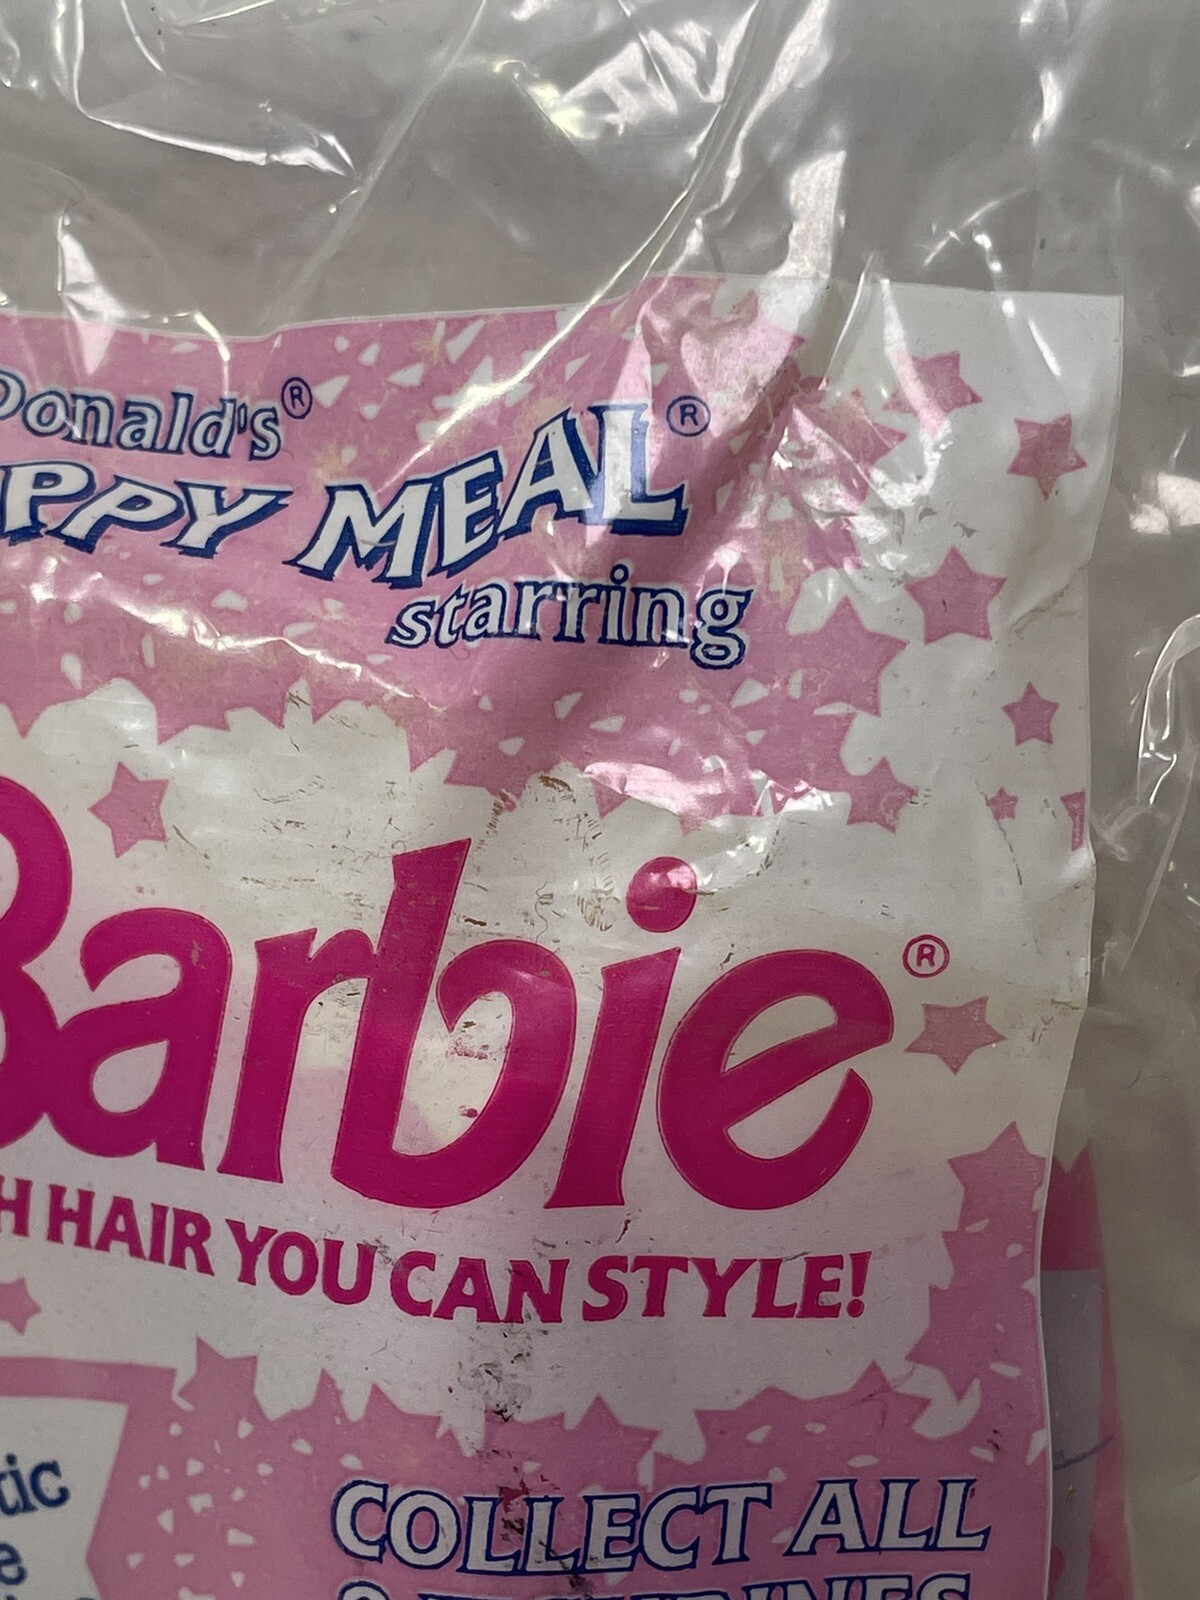 Donald's®
PPY MEAL®
starring
Barbie®
H HAIR YOU CAN STYLE!
tic
e
COLLECT ALL